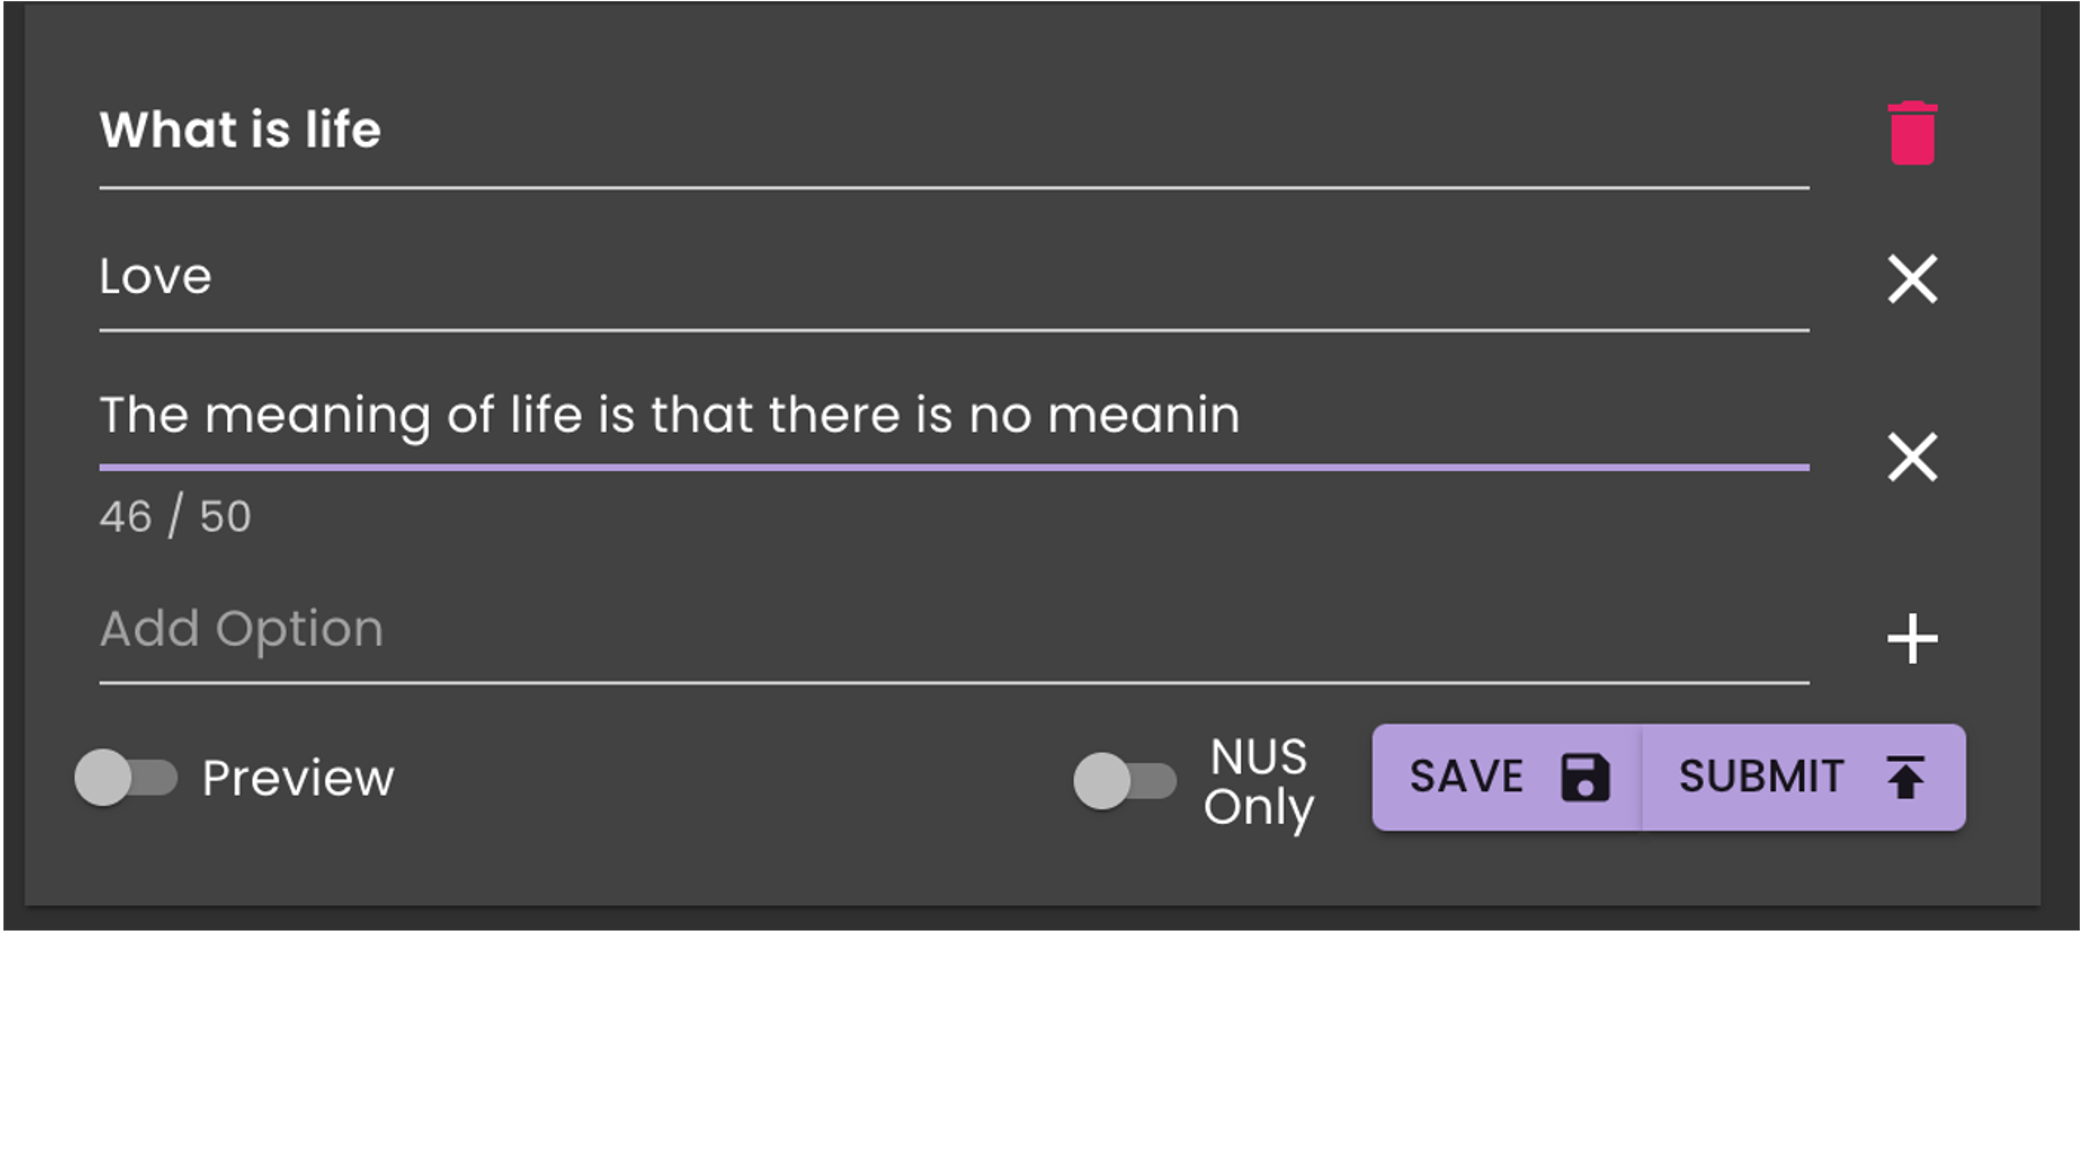 What is life
Love
The meaning of life is that there is no meanin
46 / 50
Add Option
Preview
NUS
Only
SAVE
SUBMIT